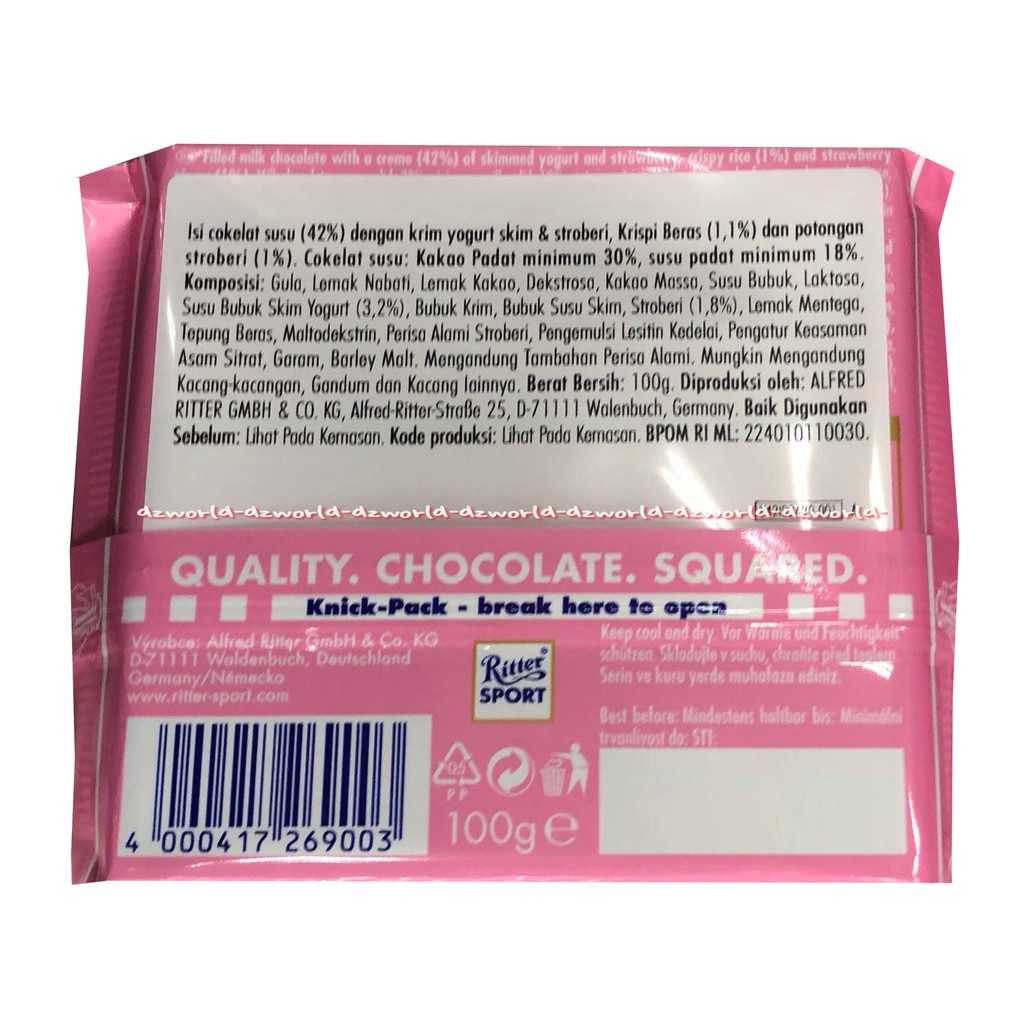 Filled milk chocolate with a creme (42%) of skimmed yogurt and strawberry, crispy rice (1%) and strawberry
Isi cokelat susu (42%) dengan krim yogurt skim & stroberi, Krispi Beras (1,1%) dan potongan
stroberi (1%). Cokelat susu: Kakao Padat minimum 30%, susu padat minimum 18%.
Komposisi: Gula, Lemak Nabati, Lemak Kakao, Dekstrosa, Kakao Massa, Susu Bubuk, Laktosa,
Susu Bubuk Skim Yogurt (3,2%), Bubuk Krim, Bubuk Susu Skim, Stroberi (1,8%), Lemak Mentega,
Tepung Beras, Maltodekstrin, Perisa Alami Stroberi, Pengemulsi Lesitin Kedelai, Pengatur Keasaman
Asam Sitrat, Garam, Barley Malt. Mengandung Tambahan Perisa Alami. Mungkin Mengandung
Kacang-kacangan, Gandum dan Kacang lainnya. Berat Bersih: 100g. Diproduksi oleh: ALFRED
RITTER GMBH & CO. KG, Alfred-Ritter-Straße 25, D-71111 Walenbuch, Germany. Baik Digunakan
Sebelum: Lihat Pada Kemasan. Kode produksi: Lihat Pada Kemasan. BPOM RI ML: 224010110030.
dzworld-dzworld-dzworld-dzworld-dzworld-dzworld-dzworld-dzworld-
QUALITY. CHOCOLATE. SQUARED.
Knick-Pack - break here to open
Výrobce: Alfred Ritter GmbH & Co. KG
D-71111 Waldenbuch, Deutschland
Germany/Německo
www.ritter-sport.com
Ritter®
SPORT
Keep cool and dry. Vor Wärme und Feuchtigkeit
schützen. Skladujte v suchu, chraňte před teplem.
Serin ve kuru yerde muhafaza ediniz.
Best before: Mindestens haltbar bis: Minimální
trvanlivost do: STT:
05
PP
100g e
4 000417 269003